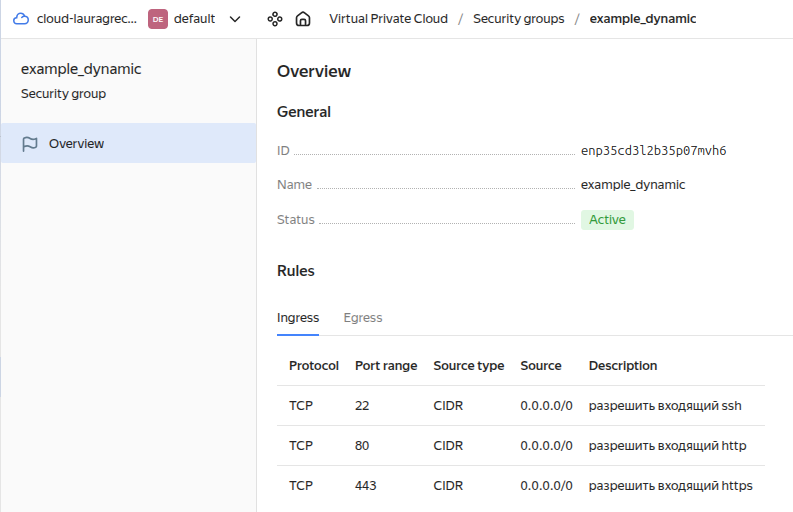 cloud-lauragrec... DE default Virtual Private Cloud / Security groups / example_dynamic
example_dynamic
Security group
Overview
Overview
General
ID enp35cd3l2b35p07mvh6
Name example_dynamic
Status Active
Rules
Ingress Egress
Protocol Port range Source type Source Description
TCP 22 CIDR 0.0.0.0/0 разрешить входящий ssh
TCP 80 CIDR 0.0.0.0/0 разрешить входящий http
TCP 443 CIDR 0.0.0.0/0 разрешить входящий https